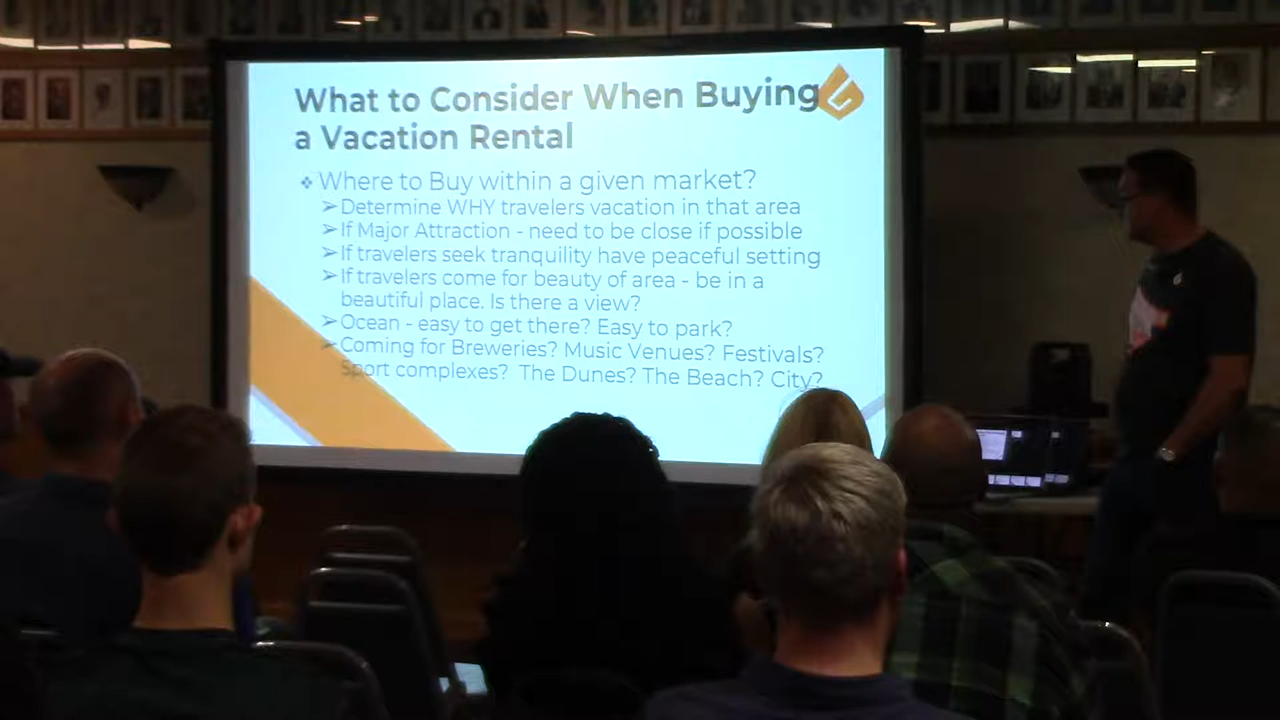 What to Consider When Buying
a Vacation Rental
❖ Where to Buy within a given market?
➢ Determine WHY travelers vacation in that area
➢ If Major Attraction - need to be close if possible
➢ If travelers seek tranquility have peaceful setting
➢ If travelers come for beauty of area - be in a
beautiful place. Is there a view?
➢ Ocean - easy to get there? Easy to park?
➢ Coming for Breweries? Music Venues? Festivals?
Sport complexes? The Dunes? The Beach? City?